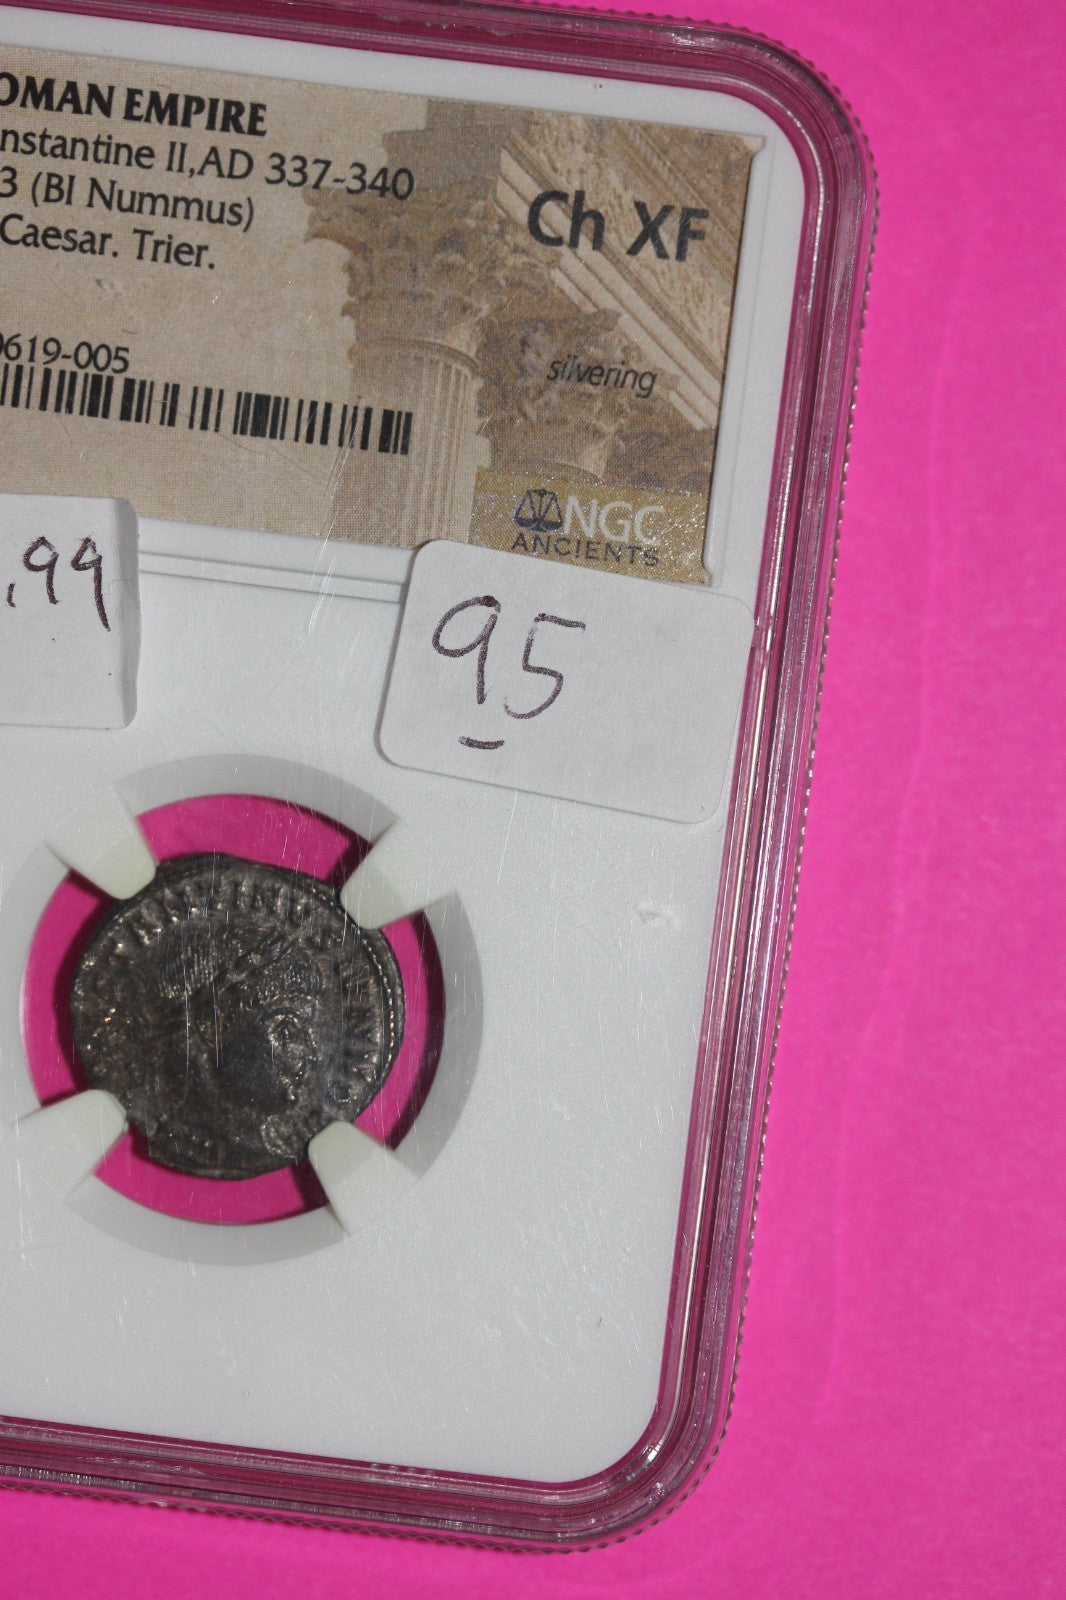 OMAN EMPIRE
nstantine II, AD 337-340
3 (BI Nummus)
Caesar. Trier.
0619-005
Ch XF
silvering
NGC
ANCIENTS
.99
95